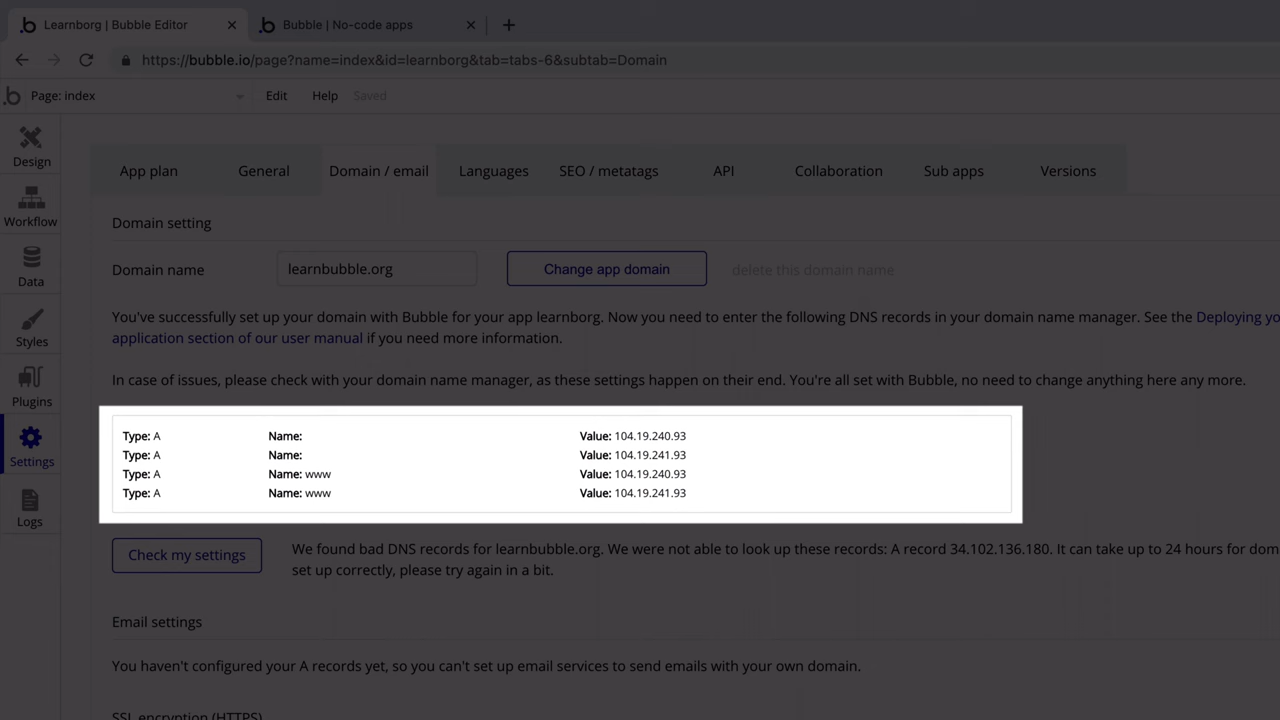 Learnborg | Bubble Editor
Bubble | No-code apps
https://bubble.io/page?name=index&id=learnborg&tab=tabs-6&subtab=Domain
Page: index Edit Help Saved
Design
Workflow
Data
Styles
Plugins
Settings
Logs
App plan General Domain / email Languages SEO / metatags API Collaboration Sub apps Versions
Domain setting
Domain name learnbubble.org Change app domain delete this domain name
You've successfully set up your domain with Bubble for your app learnborg. Now you need to enter the following DNS records in your domain name manager. See the Deploying yo
application section of our user manual if you need more information.
In case of issues, please check with your domain name manager, as these settings happen on their end. You're all set with Bubble, no need to change anything here any more.
Type: A Name: Value: 104.19.240.93
Type: A Name: Value: 104.19.241.93
Type: A Name: www Value: 104.19.240.93
Type: A Name: www Value: 104.19.241.93
Check my settings
We found bad DNS records for learnbubble.org. We were not able to look up these records: A record 34.102.136.180. It can take up to 24 hours for dom
set up correctly, please try again in a bit.
Email settings
You haven't configured your A records yet, so you can't set up email services to send emails with your own domain.
SSL encryption (HTTPS)